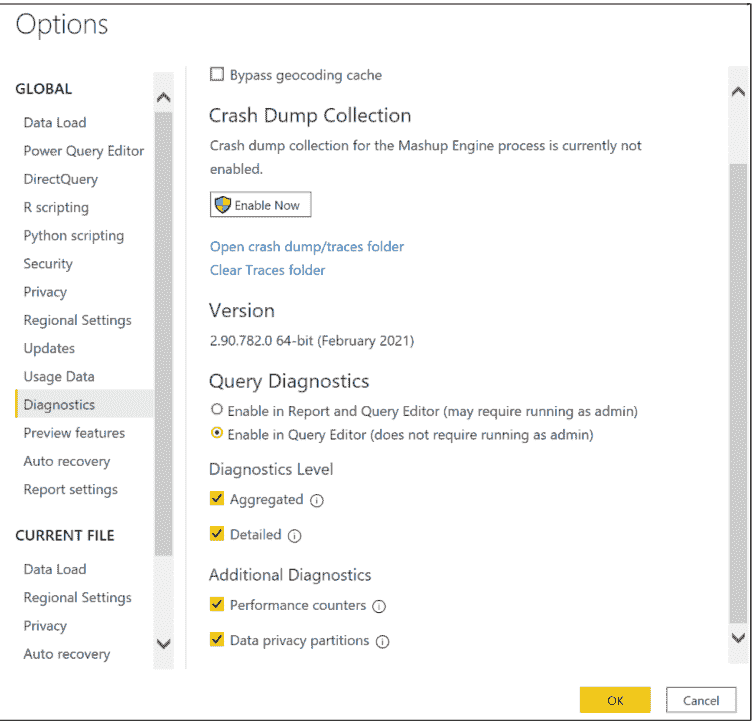 Options
GLOBAL
Data Load
Power Query Editor
DirectQuery
R scripting
Python scripting
Security
Privacy
Regional Settings
Updates
Usage Data
Diagnostics
Preview features
Auto recovery
Report settings
CURRENT FILE
Data Load
Regional Settings
Privacy
Auto recovery
Bypass geocoding cache
Crash Dump Collection
Crash dump collection for the Mashup Engine process is currently not
enabled.
Enable Now
Open crash dump/traces folder
Clear Traces folder
Version
2.90.782.0 64-bit (February 2021)
Query Diagnostics
Enable in Report and Query Editor (may require running as admin)
Enable in Query Editor (does not require running as admin)
Diagnostics Level
Aggregated
Detailed
Additional Diagnostics
Performance counters
Data privacy partitions
OK
Cancel